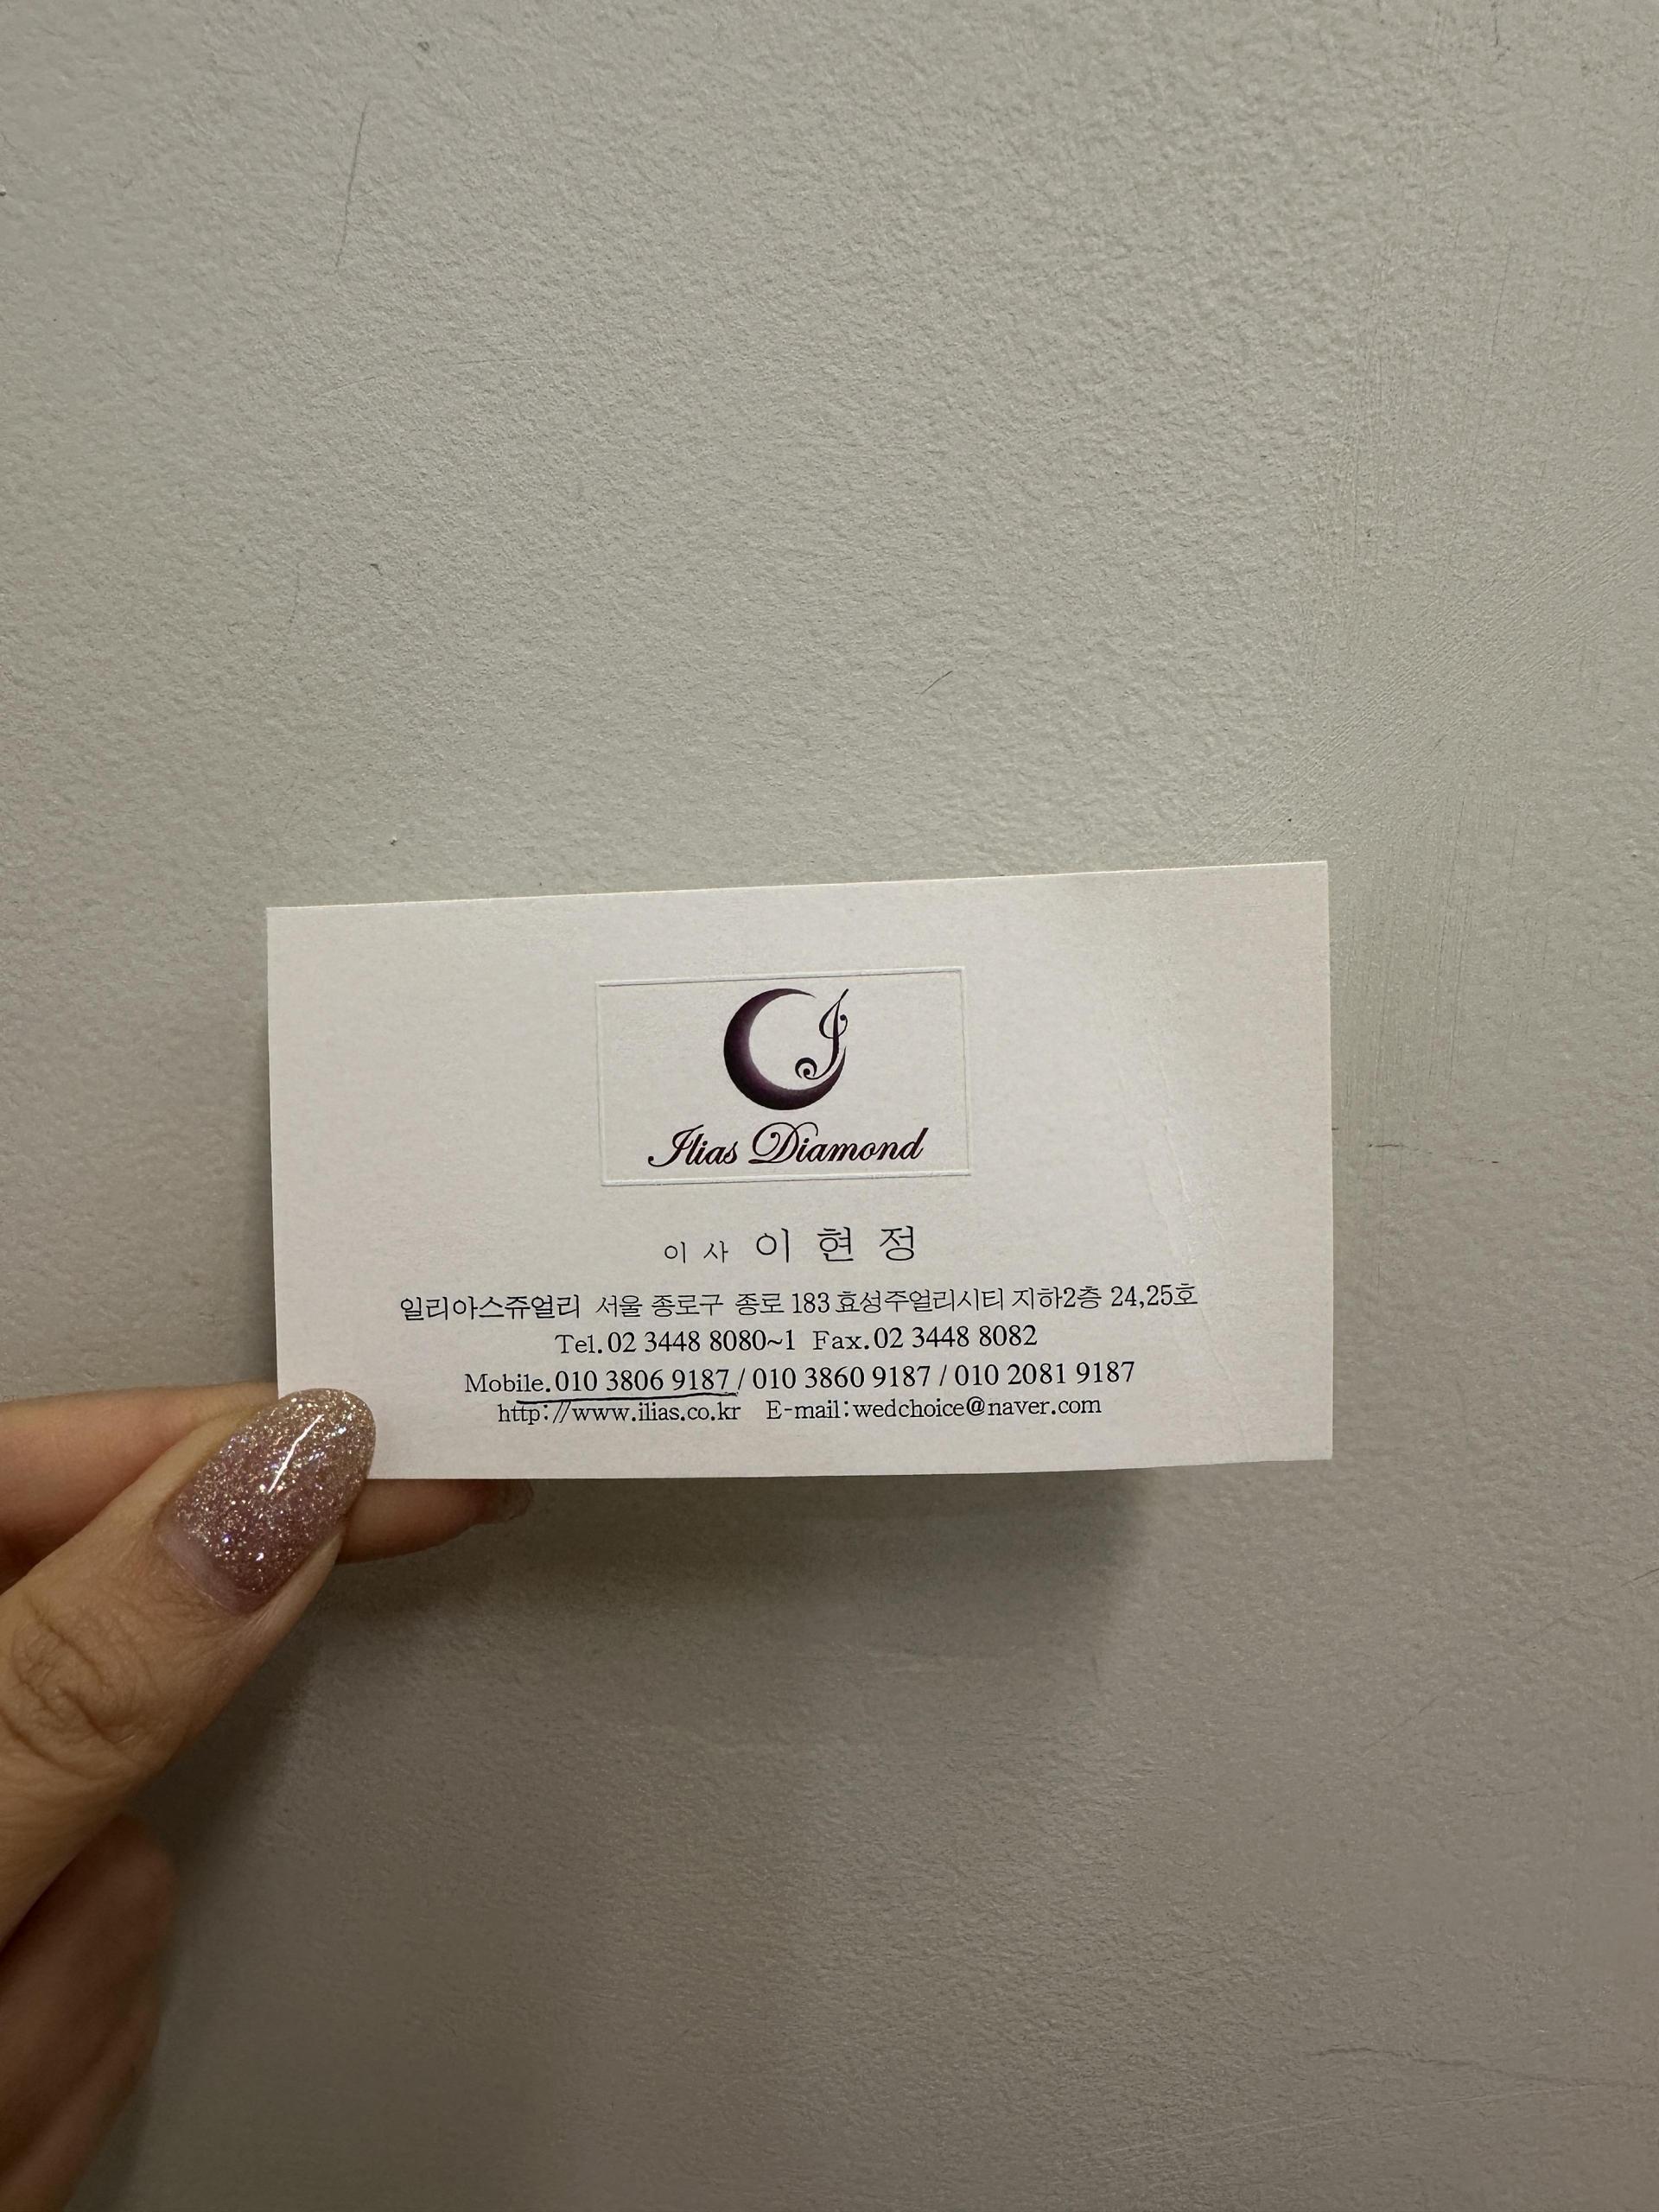 Ilias Diamond
이 사 이 현 정
일리아스쥬얼리 서울 종로구 종로 183 효성주얼리시티 지하2층 24,25호
Tel.02 3448 8080~1 Fax.02 3448 8082
Mobile.010 3806 9187 / 010 3860 9187 / 010 2081 9187
http://www.ilias.co.kr E-mail:wedchoice@naver.com